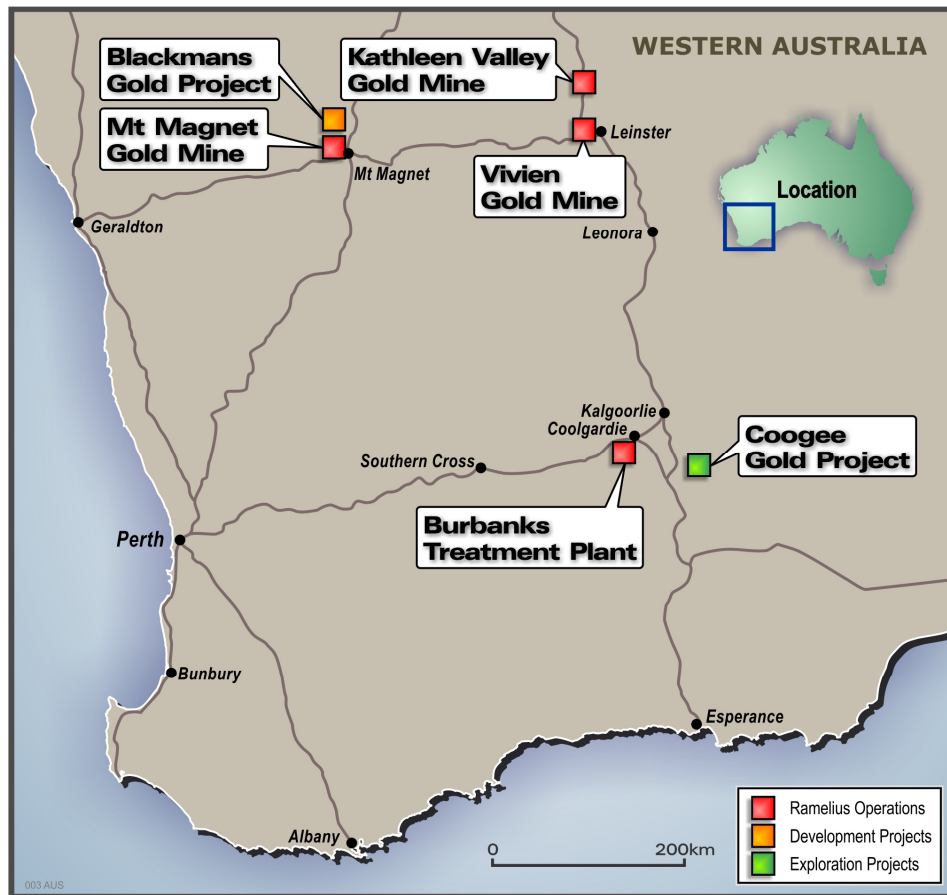 WESTERN AUSTRALIA
Blackmans
Gold Project
Kathleen Valley
Gold Mine
Mt Magnet
Gold Mine
Leinster
Mt Magnet
Vivien
Gold Mine
Location
Geraldton
Leonora
Kalgoorlie
Coolgardie
Coogee
Gold Project
Southern Cross
Burbanks
Treatment Plant
Perth
Bunbury
Esperance
Albany
0
200km
Ramelius Operations
Development Projects
Exploration Projects
003 AUS